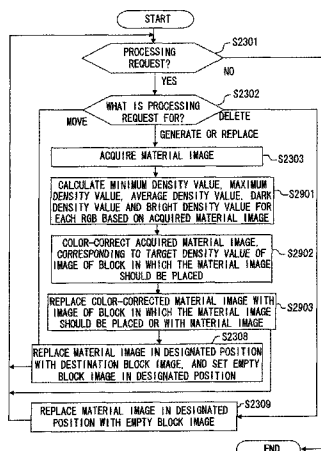 START
PROCESSING
REQUEST?
S2301
NO
YES
WHAT IS PROCESSING
REQUEST FOR?
S2302
MOVE
DELETE
GENERATE OR REPLACE
ACQUIRE MATERIAL IMAGE
S2303
CALCULATE MINIMUM DENSITY VALUE, MAXIMUM
DENSITY VALUE, AVERAGE DENSITY VALUE, DARK
DENSITY VALUE AND BRIGHT DENSITY VALUE FOR
EACH RGB BASED ON ACQUIRED MATERIAL IMAGE
S2901
COLOR-CORRECT ACQUIRED MATERIAL IMAGE,
CORRESPONDING TO TARGET DENSITY VALUE OF
IMAGE OF BLOCK IN WHICH THE MATERIAL IMAGE
SHOULD BE PLACED
S2902
REPLACE COLOR-CORRECTED MATERIAL IMAGE WITH
IMAGE OF BLOCK IN WHICH THE MATERIAL IMAGE
SHOULD BE PLACED OR WITH MATERIAL IMAGE
S2903
S2308
REPLACE MATERIAL IMAGE IN DESIGNATED POSITION
WITH DESTINATION BLOCK IMAGE, AND SET EMPTY
BLOCK IMAGE IN DESIGNATED POSITION
S2309
REPLACE MATERIAL IMAGE IN DESIGNATED
POSITION WITH EMPTY BLOCK IMAGE
END